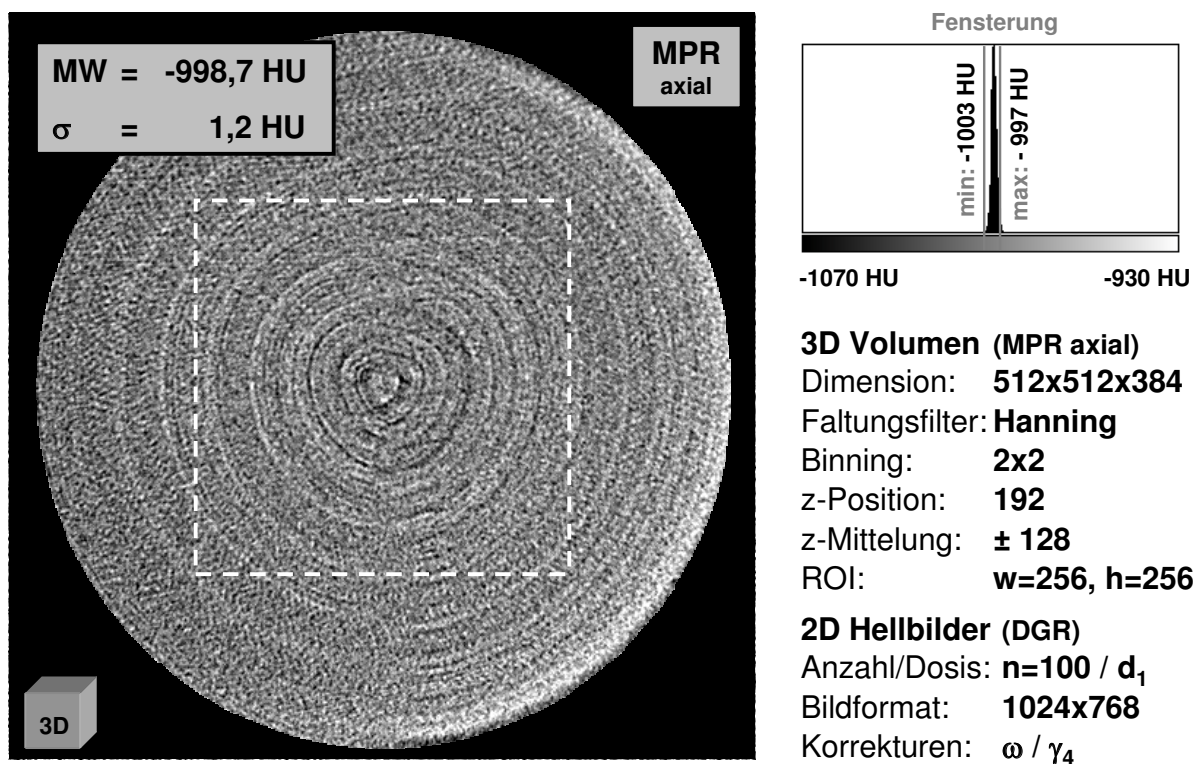 MW = -998,7 HU
σ = 1,2 HU
MPR
axial
3D
Fensterung
min: -1003 HU
max: - 997 HU
-1070 HU
-930 HU
3D Volumen (MPR axial)
Dimension: 512x512x384
Faltungsfilter: Hanning
Binning: 2x2
z-Position: 192
z-Mittelung: ± 128
ROI: w=256, h=256
2D Hellbilder (DGR)
Anzahl/Dosis: n=100 / d₁
Bildformat: 1024x768
Korrekturen: ω / γ₄